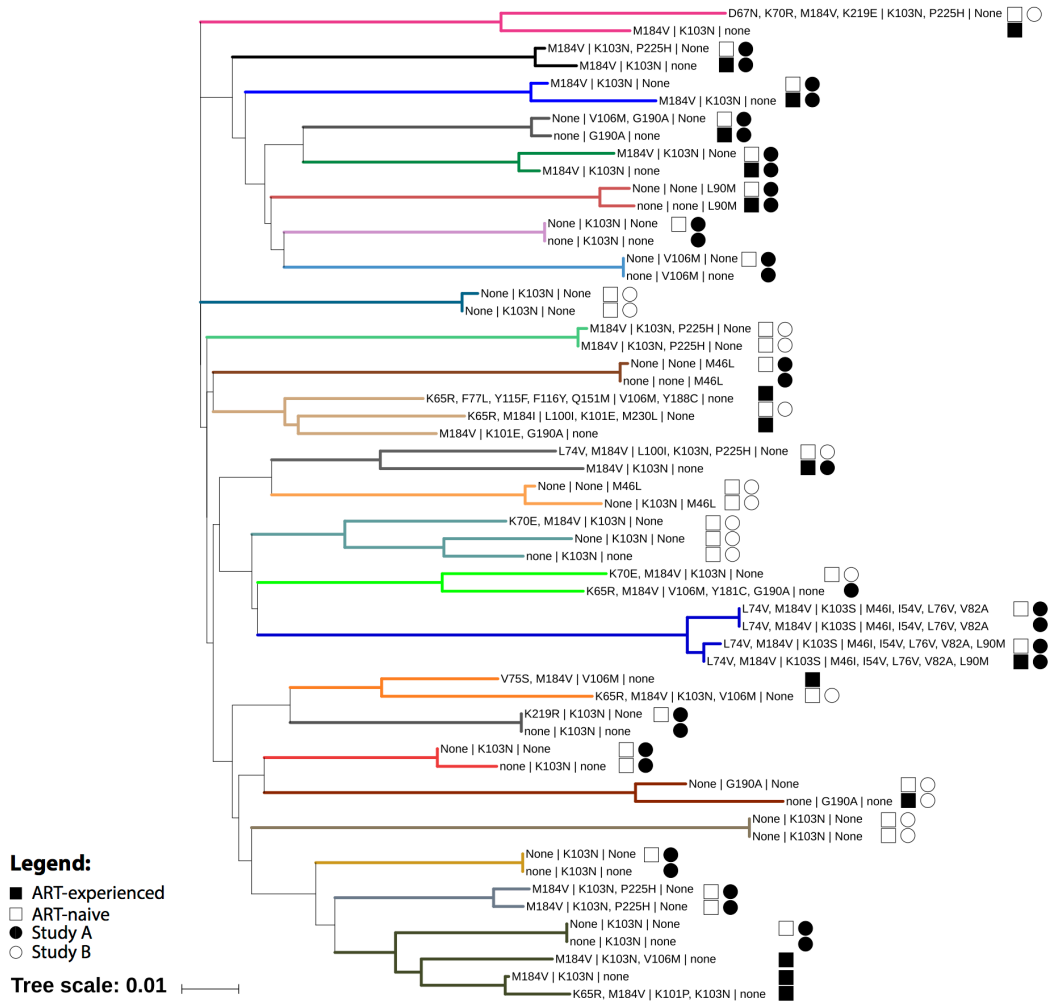 D67N, K70R, M184V, K219E | K103N, P225H | None
M184V | K103N | none
M184V | K103N, P225H | None
M184V | K103N | none
M184V | K103N | None
M184V | K103N | none
None | V106M, G190A | None
none | G190A | none
M184V | K103N | None
M184V | K103N | none
None | None | L90M
none | none | L90M
None | K103N | None
none | K103N | none
None | V106M | None
none | V106M | none
None | K103N | None
None | K103N | None
M184V | K103N, P225H | None
M184V | K103N, P225H | None
None | None | M46L
none | none | M46L
K65R, F77L, Y115F, F116Y, Q151M | V106M, Y188C | none
K65R, M184I | L100I, K101E, M230L | None
M184V | K101E, G190A | none
L74V, M184V | L100I, K103N, P225H | None
M184V | K103N | none
None | None | M46L
None | K103N | M46L
K70E, M184V | K103N | None
None | K103N | None
none | K103N | none
K70E, M184V | K103N | None
K65R, M184V | V106M, Y181C, G190A | none
L74V, M184V | K103S | M46I, I54V, L76V, V82A
L74V, M184V | K103S | M46I, I54V, L76V, V82A
L74V, M184V | K103S | M46I, I54V, L76V, V82A, L90M
L74V, M184V | K103S | M46I, I54V, L76V, V82A, L90M
V75S, M184V | V106M | none
K65R, M184V | K103N, V106M | None
K219R | K103N | None
none | K103N | none
None | K103N | None
none | K103N | none
None | G190A | None
none | G190A | none
None | K103N | None
None | K103N | None
None | K103N | None
none | K103N | none
M184V | K103N, P225H | None
M184V | K103N, P225H | None
None | K103N | None
none | K103N | none
M184V | K103N, V106M | none
M184V | K103N | none
K65R, M184V | K101P, K103N | none
Legend:
ART-experienced
ART-naive
Study A
Study B
Tree scale: 0.01